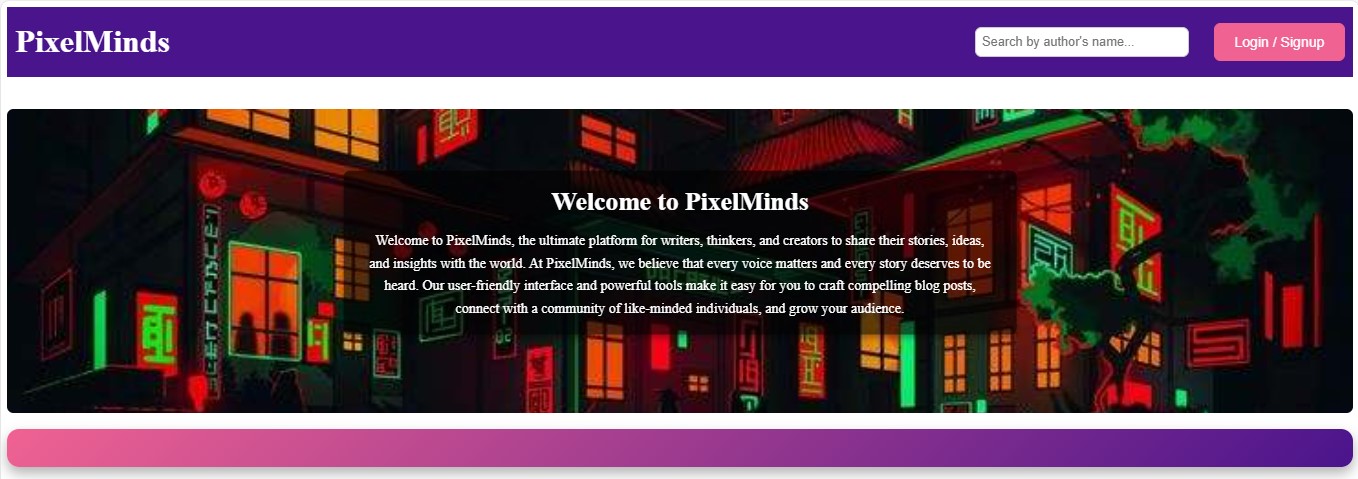 PixelMinds
Search by author's name...
Login / Signup
Welcome to PixelMinds
Welcome to PixelMinds, the ultimate platform for writers, thinkers, and creators to share their stories, ideas,
and insights with the world. At PixelMinds, we believe that every voice matters and every story deserves to be
heard. Our user-friendly interface and powerful tools make it easy for you to craft compelling blog posts,
connect with a community of like-minded individuals, and grow your audience.